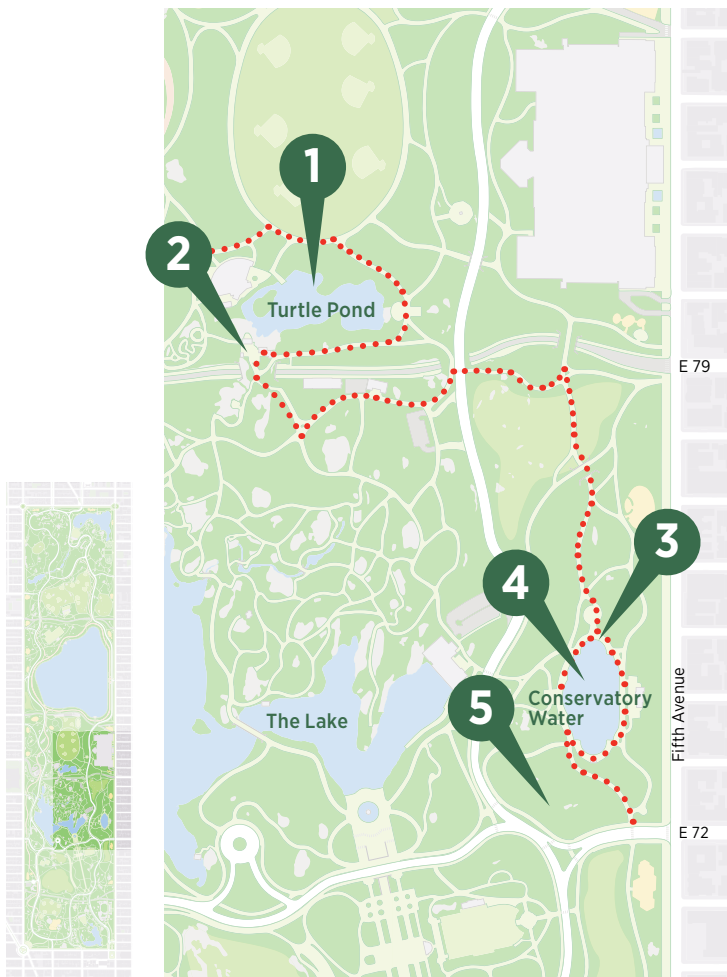 1
2
Turtle Pond
E 79
3
4
5
Conservatory
Water
The Lake
Fifth Avenue
E 72